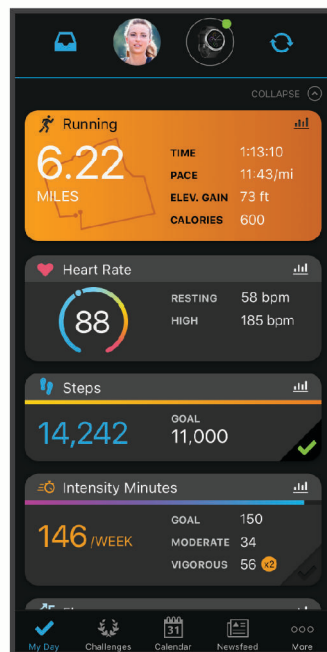 COLLAPSE
Running
6.22
MILES
TIME 1:13:10
PACE 11:43/mi
ELEV. GAIN 73 ft
CALORIES 600
Heart Rate
88
RESTING 58 bpm
HIGH 185 bpm
Steps
14,242
GOAL
11,000
Intensity Minutes
146/WEEK
GOAL 150
MODERATE 34
VIGOROUS 56 x2
31
My Day Challenges Calendar Newsfeed More